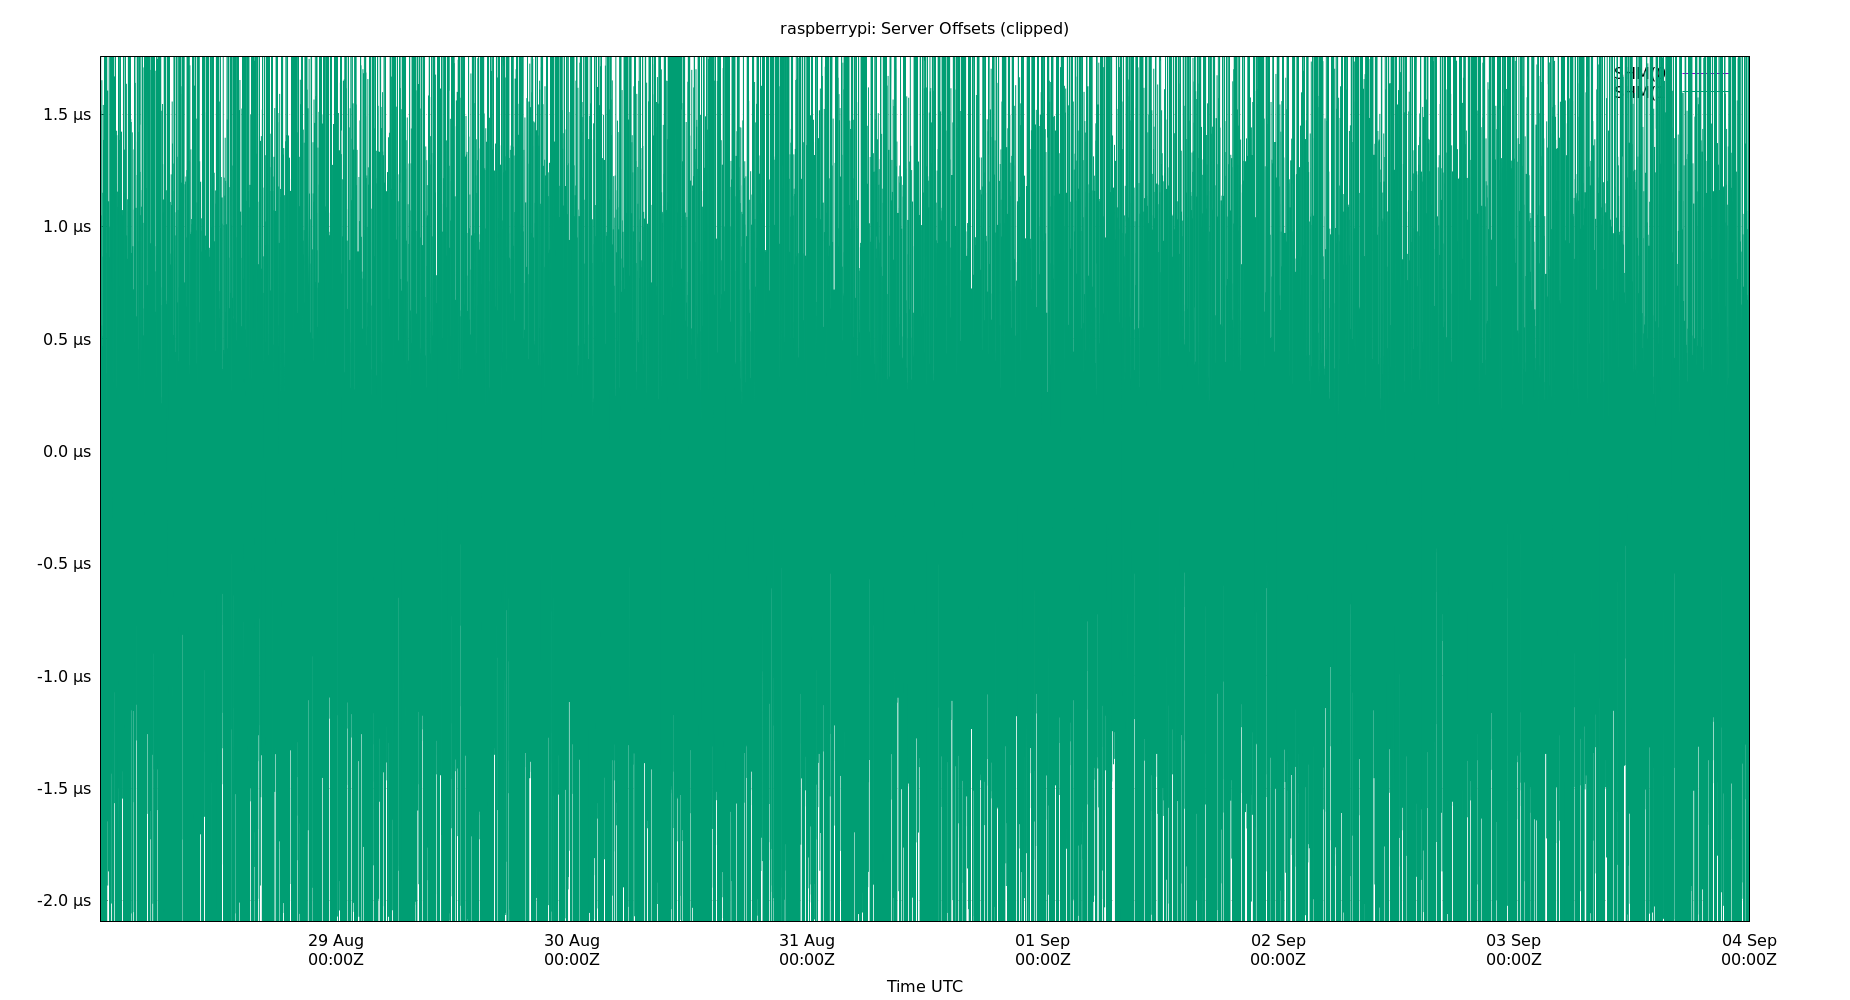 raspberrypi: Server Offsets (clipped)
1.5 µs
1.0 µs
0.5 µs
0.0 µs
-0.5 µs
-1.0 µs
-1.5 µs
-2.0 µs
29 Aug 30 Aug 31 Aug 01 Sep 02 Sep 03 Sep 04 Sep
00:00Z 00:00Z 00:00Z 00:00Z 00:00Z 00:00Z 00:00Z
Time UTC